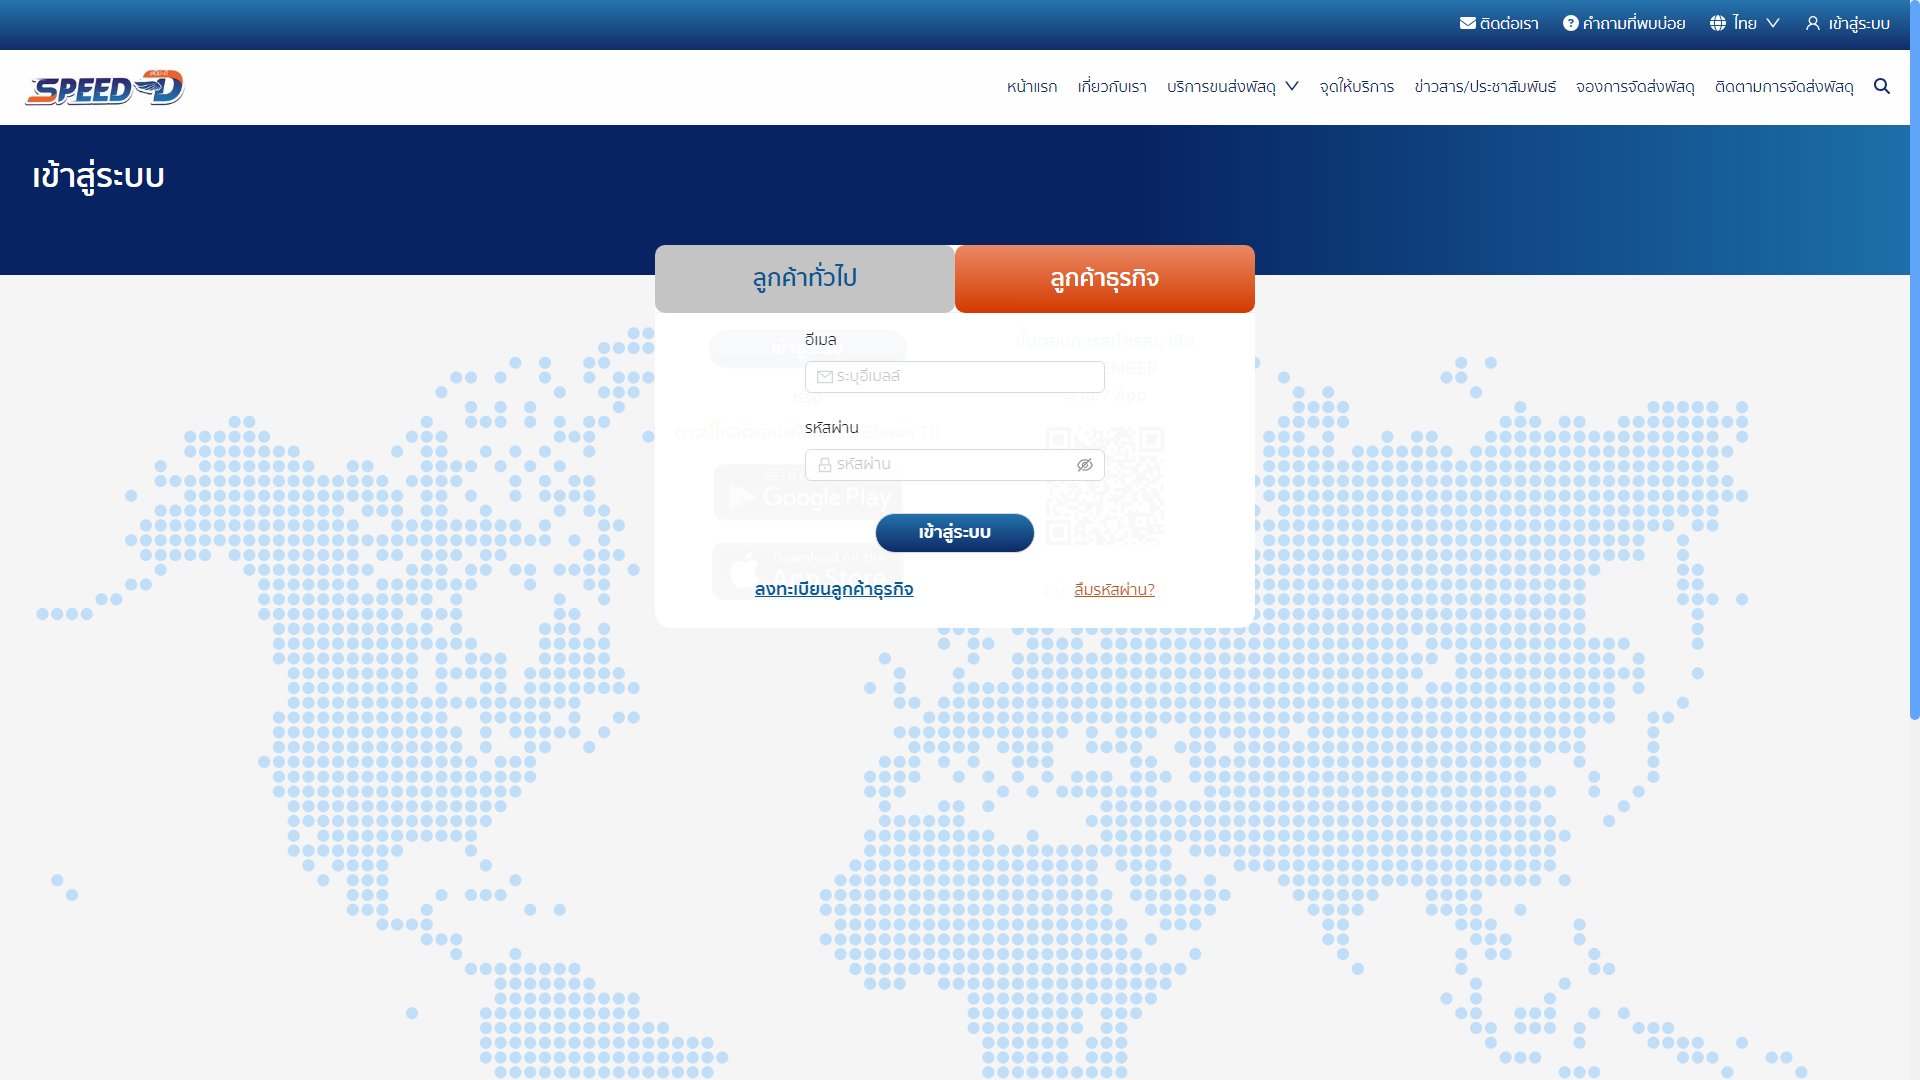 ติดต่อเรา
คำถามที่พบบ่อย
ไทย
เข้าสู่ระบบ
SPEED-D
หน้าแรก
เกี่ยวกับเรา
บริการขนส่งพัสดุ
จุดให้บริการ
ข่าวสาร/ประชาสัมพันธ์
จองการจัดส่งพัสดุ
ติดตามการจัดส่งพัสดุ
เข้าสู่ระบบ
ลูกค้าทั่วไป
ลูกค้าธุรกิจ
อีเมล
ระบุอีเมลล์
รหัสผ่าน
รหัสผ่าน
Google Play
เข้าสู่ระบบ
Download on the
ลงทะเบียนลูกค้าธุรกิจ
ลืมรหัสผ่าน?